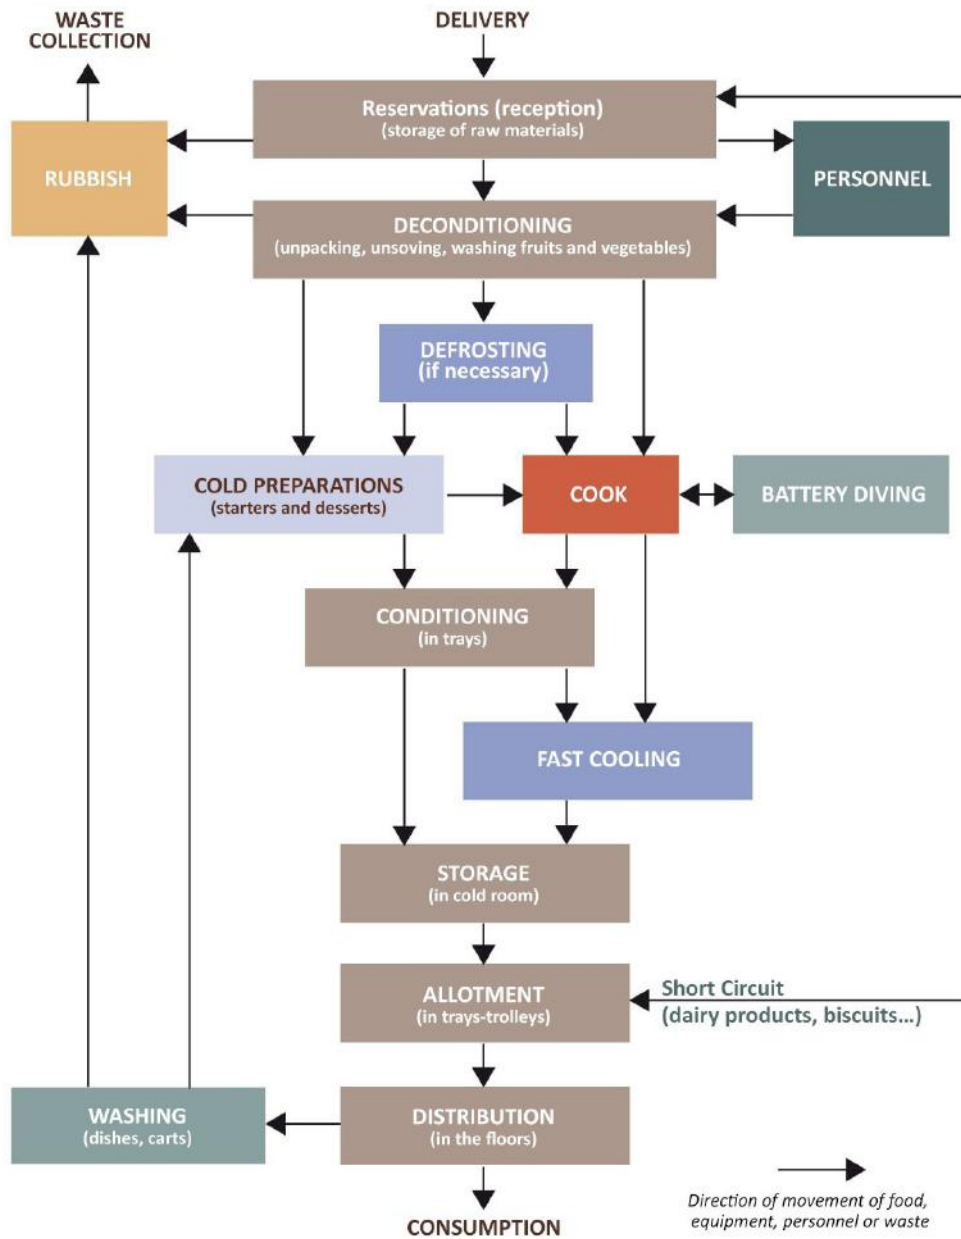 WASTE
COLLECTION
DELIVERY
Reservations (reception)
(storage of raw materials)
RUBBISH
PERSONNEL
DECONDITIONING
(unpacking, unsoving, washing fruits and vegetables)
DEFROSTING
(if necessary)
COLD PREPARATIONS
(starters and desserts)
COOK
BATTERY DIVING
CONDITIONING
(in trays)
FAST COOLING
STORAGE
(in cold room)
ALLOTMENT
(in trays-trolleys)
Short Circuit
(dairy products, biscuits...)
WASHING
(dishes, carts)
DISTRIBUTION
(in the floors)
CONSUMPTION
Direction of movement of food,
equipment, personnel or waste